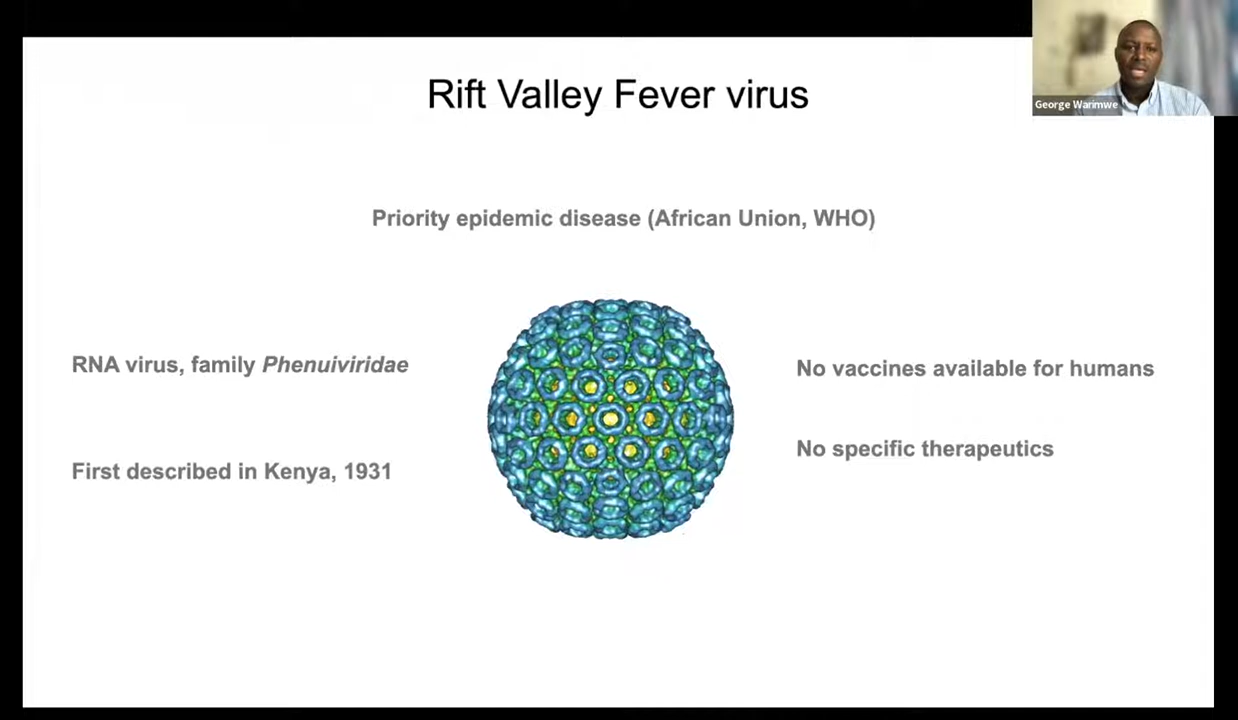 Rift Valley Fever virus
George Warimwe
Priority epidemic disease (African Union, WHO)
RNA virus, family Phenuiviridae
No vaccines available for humans
First described in Kenya, 1931
No specific therapeutics